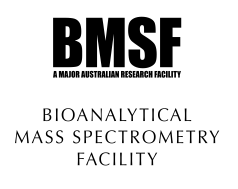 BMSF
A MAJOR AUSTRALIAN RESEARCH FACILITY
BIOANALYTICAL
MASS SPECTROMETRY
FACILITY